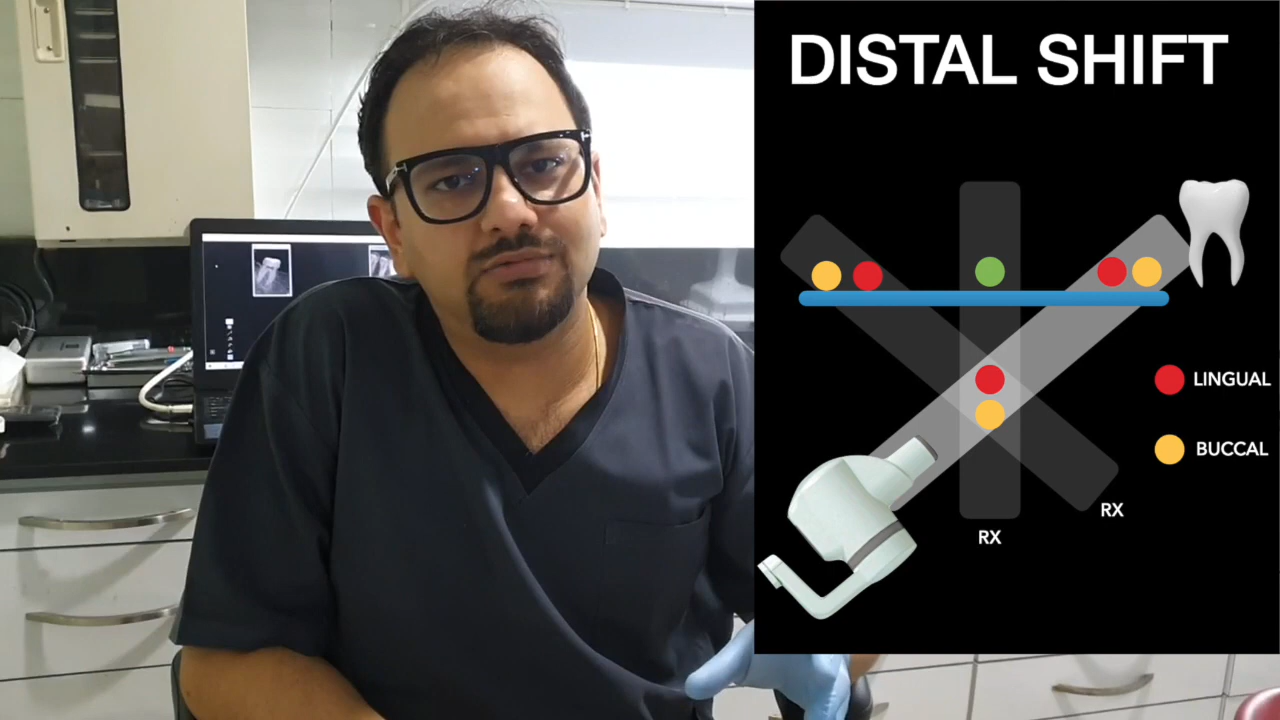 DISTAL SHIFT
LINGUAL
BUCCAL
RX
RX